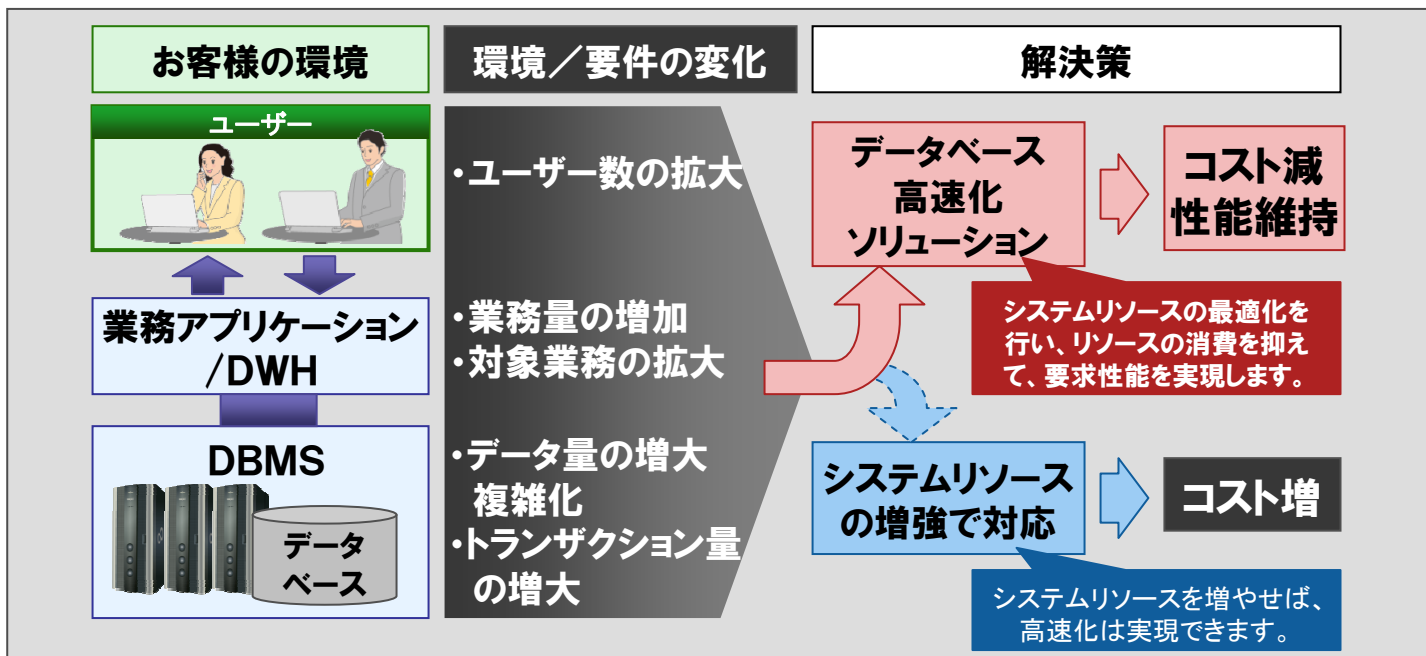 お客様の環境
環境／要件の変化
解決策
ユーザー
業務アプリケーション
/DWH
DBMS
データ
ベース
・ユーザー数の拡大
・業務量の増加
・対象業務の拡大
・データ量の増大
複雑化
・トランザクション量
の増大
データベース
高速化
ソリューション
コスト減
性能維持
システムリソースの最適化を
行い、リソースの消費を抑え
て、要求性能を実現します。
システムリソース
の増強で対応
コスト増
システムリソースを増やせば、
高速化は実現できます。